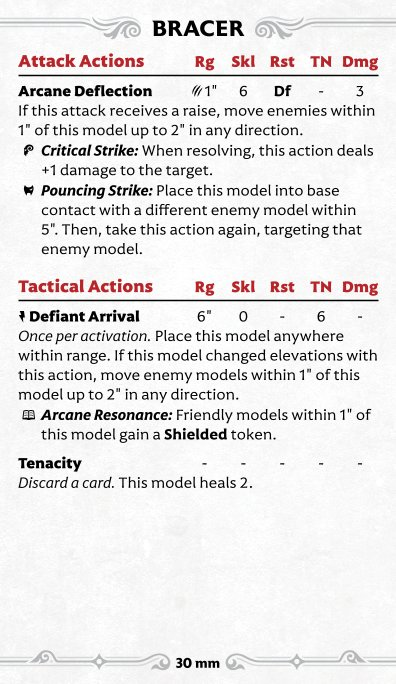 BRACER
Attack Actions Rg Skl Rst TN Dmg
Arcane Deflection 1" 6 Df - 3
If this attack receives a raise, move enemies within
1" of this model up to 2" in any direction.
Critical Strike: When resolving, this action deals
+1 damage to the target.
Pouncing Strike: Place this model into base
contact with a different enemy model within
5". Then, take this action again, targeting that
enemy model.
Tactical Actions Rg Skl Rst TN Dmg
Defiant Arrival 6" 0 - 6 -
Once per activation. Place this model anywhere
within range. If this model changed elevations with
this action, move enemy models within 1" of this
model up to 2" in any direction.
Arcane Resonance: Friendly models within 1" of
this model gain a Shielded token.
Tenacity - - - - -
Discard a card. This model heals 2.
30 mm